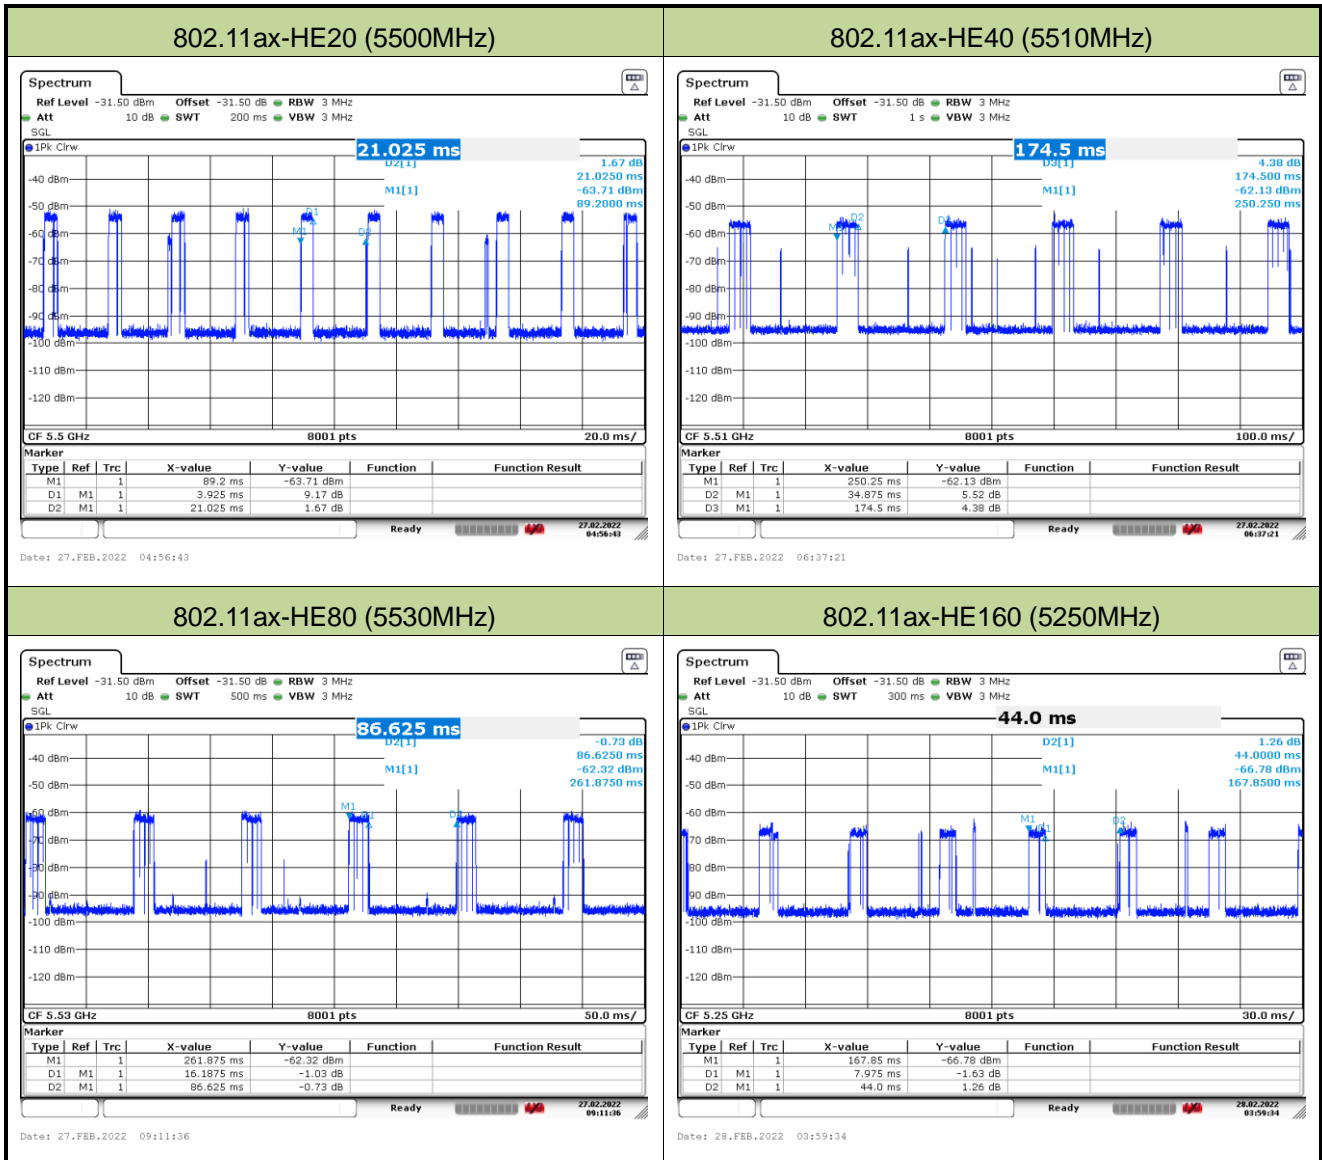 802.11ax-HE20 (5500MHz)
Spectrum
Ref Level -31.50 dBm Offset -31.50 dB RBW 3 MHz
Att 10 dB SWT 200 ms VBW 3 MHz
SGL
1Pk Clrw
21.025 ms
D2[1] 1.67 dB
21.0250 ms
M1[1] -63.71 dBm
89.2000 ms
-40 dBm
-50 dBm
D1
M1 D2
-60 dBm
-70 dBm
-80 dBm
-90 dBm
-100 dBm
-110 dBm
-120 dBm
CF 5.5 GHz 8001 pts 20.0 ms/
Marker
Type Ref Trc X-value Y-value Function Function Result
M1 1 89.2 ms -63.71 dBm
D1 M1 1 3.925 ms 9.17 dB
D2 M1 1 21.025 ms 1.67 dB
Ready 27.02.2022
04:56:43
Date: 27.FEB.2022 04:56:43
802.11ax-HE40 (5510MHz)
Spectrum
Ref Level -31.50 dBm Offset -31.50 dB RBW 3 MHz
Att 10 dB SWT 1 s VBW 3 MHz
SGL
1Pk Clrw
174.5 ms
D3[1] 4.38 dB
174.500 ms
M1[1] -62.13 dBm
250.250 ms
-40 dBm
-50 dBm
D2
-60 dBm
-70 dBm
-80 dBm
-90 dBm
-100 dBm
-110 dBm
-120 dBm
CF 5.51 GHz 8001 pts 100.0 ms/
Marker
Type Ref Trc X-value Y-value Function Function Result
M1 1 250.25 ms -62.13 dBm
D2 M1 1 34.875 ms 5.52 dB
D3 M1 1 174.5 ms 4.38 dB
Ready 27.02.2022
06:37:21
Date: 27.FEB.2022 06:37:21
802.11ax-HE80 (5530MHz)
Spectrum
Ref Level -31.50 dBm Offset -31.50 dB RBW 3 MHz
Att 10 dB SWT 500 ms VBW 3 MHz
SGL
1Pk Clrw
86.625 ms
D2[1] -0.73 dB
86.6250 ms
M1[1] -62.32 dBm
261.8750 ms
-40 dBm
-50 dBm
M1
-60 dBm
-70 dBm
-80 dBm
-90 dBm
-100 dBm
-110 dBm
-120 dBm
CF 5.53 GHz 8001 pts 50.0 ms/
Marker
Type Ref Trc X-value Y-value Function Function Result
M1 1 261.875 ms -62.32 dBm
D1 M1 1 16.1875 ms -1.03 dB
D2 M1 1 86.625 ms -0.73 dB
Ready 27.02.2022
09:11:36
Date: 27.FEB.2022 09:11:36
802.11ax-HE160 (5250MHz)
Spectrum
Ref Level -31.50 dBm Offset -31.50 dB RBW 3 MHz
Att 10 dB SWT 300 ms VBW 3 MHz
SGL
1Pk Clrw
44.0 ms
D2[1] 1.26 dB
44.0000 ms
M1[1] -66.78 dBm
167.8500 ms
-40 dBm
-50 dBm
-60 dBm
M1 D2
-70 dBm
-80 dBm
-90 dBm
-100 dBm
-110 dBm
-120 dBm
CF 5.25 GHz 8001 pts 30.0 ms/
Marker
Type Ref Trc X-value Y-value Function Function Result
M1 1 167.85 ms -66.78 dBm
D1 M1 1 7.975 ms -1.63 dB
D2 M1 1 44.0 ms 1.26 dB
Ready 28.02.2022
03:59:34
Date: 28.FEB.2022 03:59:34